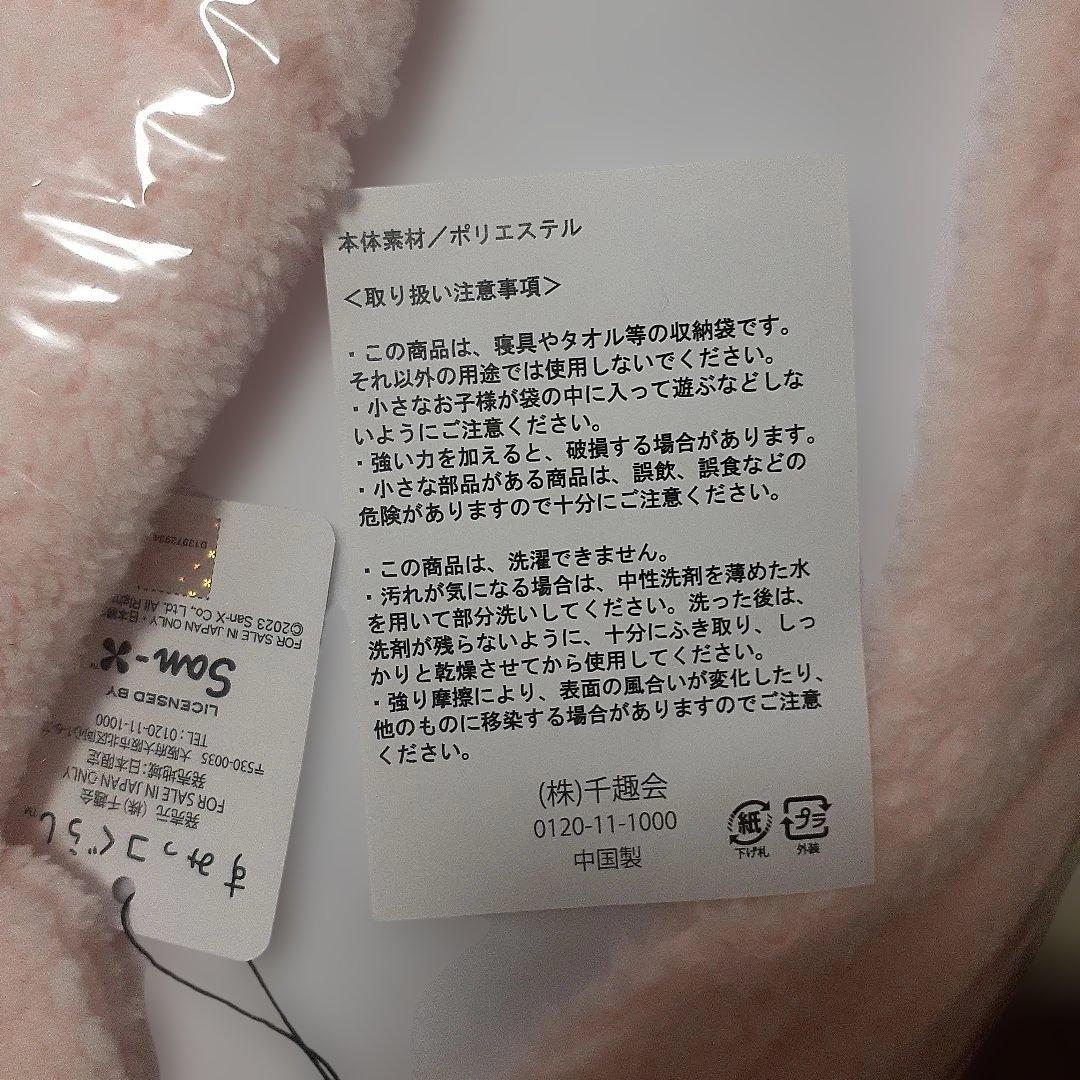 本体素材／ポリエステル
＜取り扱い注意事項＞
・この商品は、寝具やタオル等の収納袋です。
それ以外の用途では使用しないでください。
・小さなお子様が袋の中に入って遊ぶなどしな
いようにご注意ください。
・強い力を加えると、破損する場合があります。
・小さな部品がある商品は、誤飲、誤食などの
危険がありますので十分にご注意ください。
・この商品は、洗濯できません。
・汚れが気になる場合は、中性洗剤を薄めた水
を用いて部分洗いしてください。洗った後は、
洗剤が残らないように、十分にふき取り、しっ
かりと乾燥させてから使用してください。
・強り摩擦により、表面の風合いが変化したり、
他のものに移染する場合がありますのでご注意
ください。
(株)千趣会
0120-11-1000
中国製
紙
下げ札
プラ
外装
すみっコぐらし™
発売元 (株)千趣会
FOR SALE IN JAPAN ONLY
発売地域:日本限定
〒530-0035 大阪府大阪市北区
TEL:0120-11-1000
LICENSED BY
San-X™
FOR SALE IN JAPAN ONLY・日本
©2023 San-X Co., Ltd. All Right
D13972934